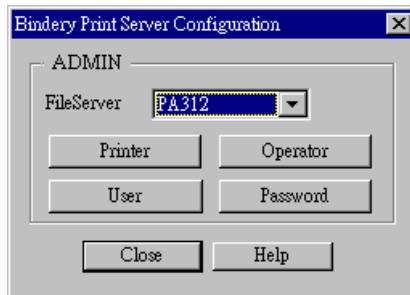 Bindery Print Server Configuration
ADMIN
FileServer PA312
Printer Operator
User Password
Close Help